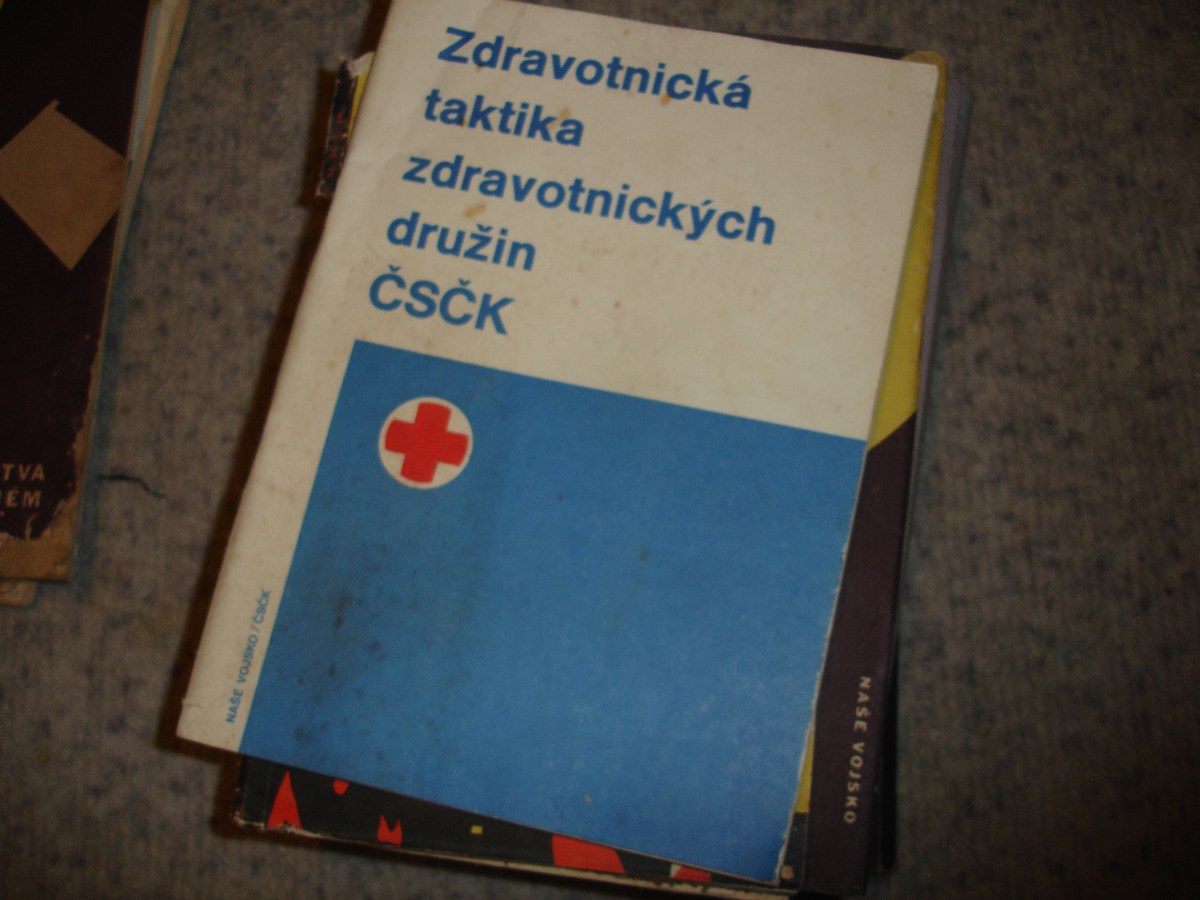 Zdravotnická
taktika
zdravotnických
družin
ČSČK
NAŠE VOJSKO / ČSČK
NAŠE VOJSKO